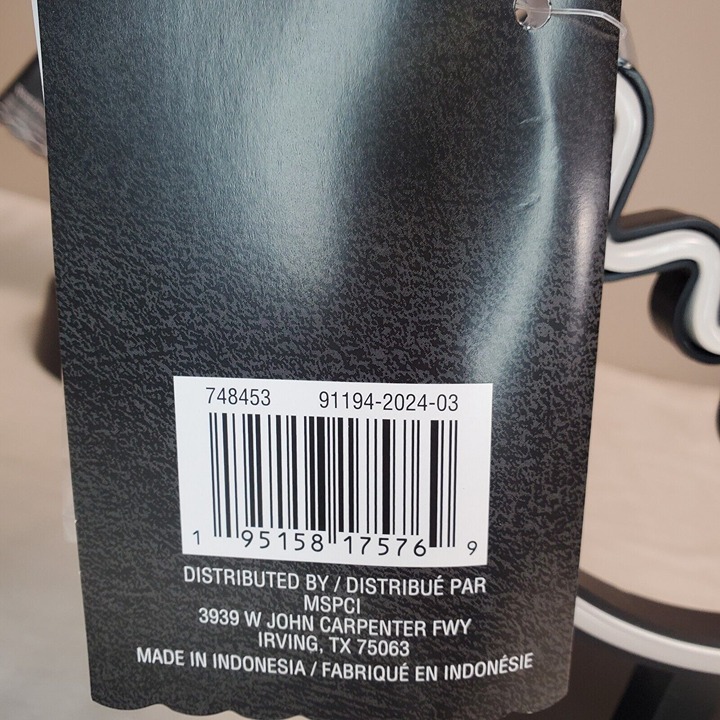 748453 91194-2024-03
1 95158 17576 9
DISTRIBUTED BY / DISTRIBUÉ PAR
MSPCI
3939 W JOHN CARPENTER FWY
IRVING, TX 75063
MADE IN INDONESIA / FABRIQUÉ EN INDONÉSIE